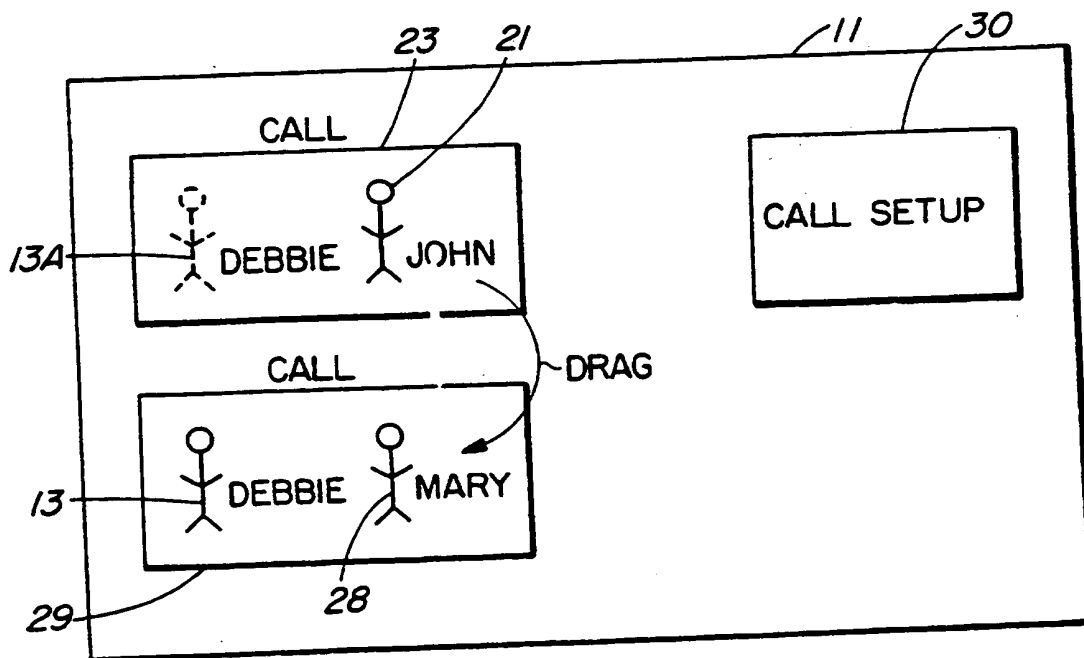 23
21
11
30
CALL
CALL SETUP
13A
DEBBIE
JOHN
DRAG
CALL
13
DEBBIE
MARY
29
28